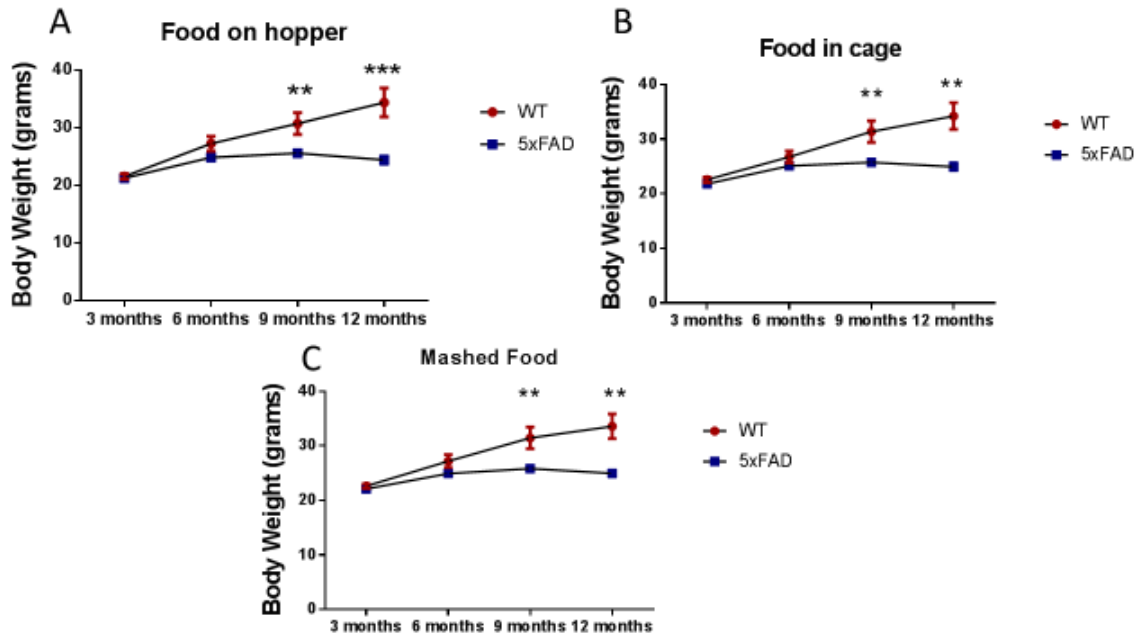 A
Food on hopper
Body Weight (grams)
40
30
20
10
0
** ***
WT
5xFAD
3 months 6 months 9 months 12 months
B
Food in cage
Body Weight (grams)
40
30
20
10
0
** **
WT
5xFAD
3 months 6 months 9 months 12 months
C
Mashed Food
Body Weight (grams)
40
30
20
10
0
** **
WT
5xFAD
3 months 6 months 9 months 12 months